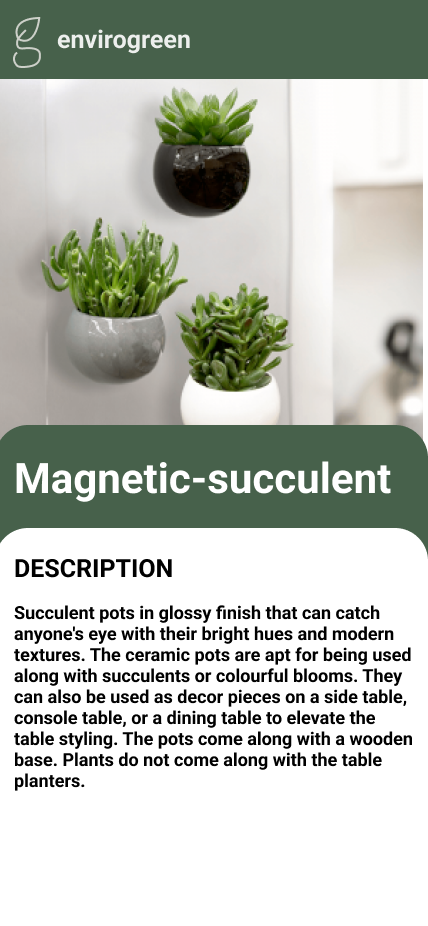 envirogreen
Magnetic-succulent
DESCRIPTION
Succulent pots in glossy finish that can catch
anyone's eye with their bright hues and modern
textures. The ceramic pots are apt for being used
along with succulents or colourful blooms. They
can also be used as decor pieces on a side table,
console table, or a dining table to elevate the
table styling. The pots come along with a wooden
base. Plants do not come along with the table
planters.